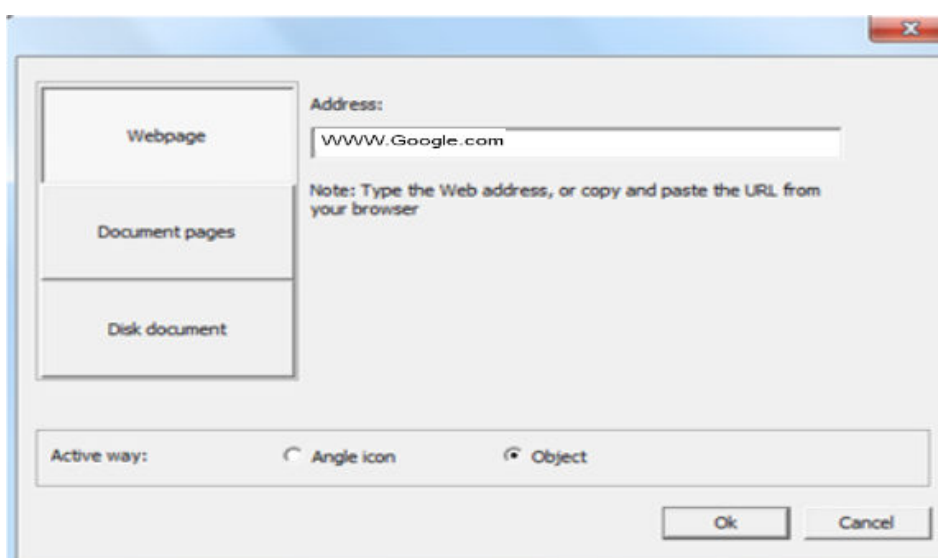 Webpage
Document pages
Disk document
Address:
WWW.Google.com
Note: Type the Web address, or copy and paste the URL from
your browser
Active way:
Angle icon
Object
Ok
Cancel